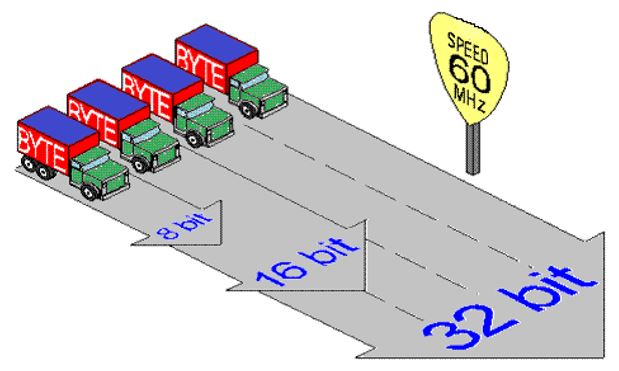 BYTE
BYTE
BYTE
BYTE
SPEED
60
MHz
8 bit
16 bit
32 bit